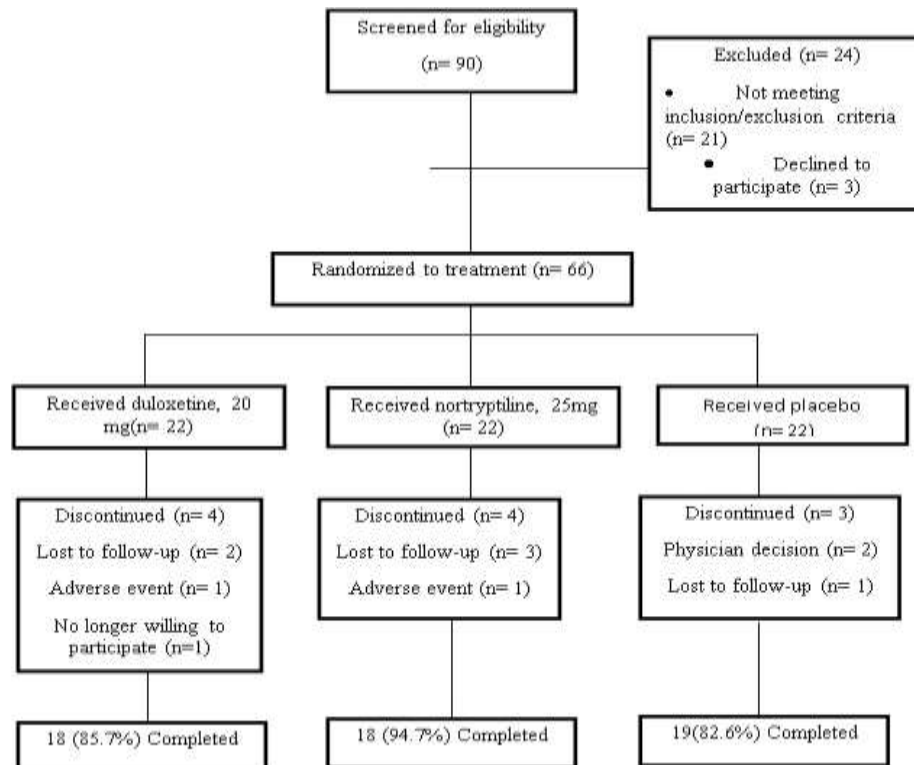 Screened for eligibility
(n= 90)
Excluded (n= 24)
• Not meeting
inclusion/exclusion criteria
(n= 21)
• Declined to
participate (n= 3)
Randomized to treatment (n= 66)
Received duloxetine, 20
mg(n= 22)
Received nortryptiline, 25mg
(n= 22)
Received placebo
(n= 22)
Discontinued (n= 4)
Lost to follow-up (n= 2)
Adverse event (n= 1)
No longer willing to
participate (n=1)
Discontinued (n= 4)
Lost to follow-up (n= 3)
Adverse event (n= 1)
Discontinued (n= 3)
Physician decision (n= 2)
Lost to follow-up (n= 1)
18 (85.7%) Completed
18 (94.7%) Completed
19(82.6%) Completed